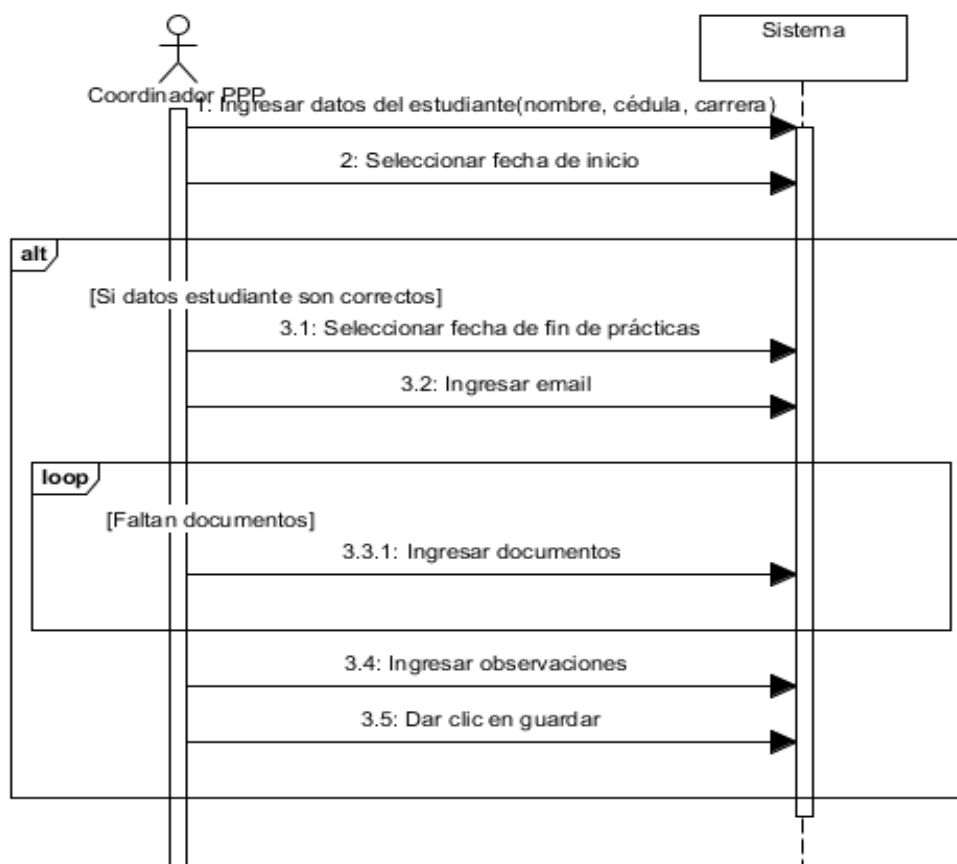 Sistema
Coordinador PPP
1: Ingresar datos del estudiante(nombre, cédula, carrera)
2: Seleccionar fecha de inicio
alt
[Si datos estudiante son correctos]
3.1: Seleccionar fecha de fin de prácticas
3.2: Ingresar email
loop
[Faltan documentos]
3.3.1: Ingresar documentos
3.4: Ingresar observaciones
3.5: Dar clic en guardar